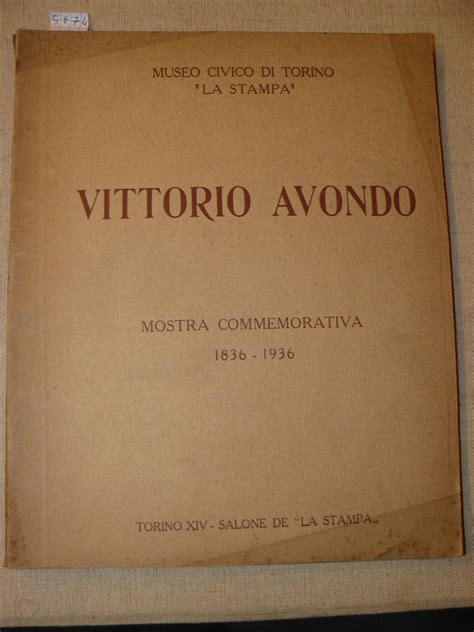 5674
MUSEO CIVICO DI TORINO
"LA STAMPA"
VITTORIO AVONDO
MOSTRA COMMEMORATIVA
1836 - 1936
TORINO XIV - SALONE DE "LA STAMPA„